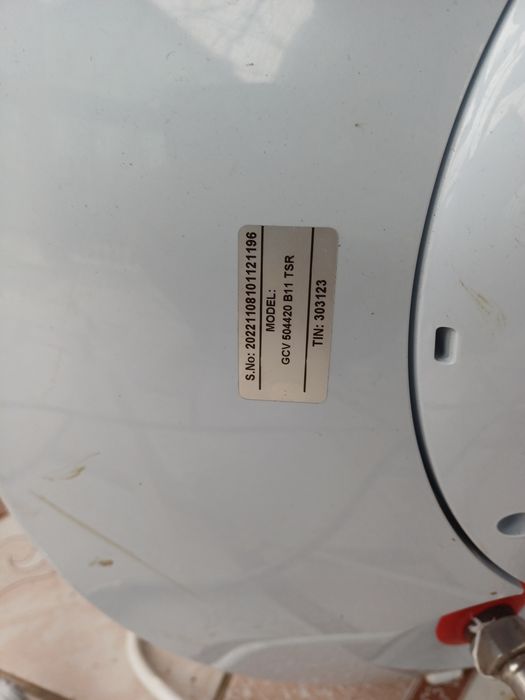 S.No: 20221108101121196
MODEL:
GCV 504420 B11 TSR
TIN: 303123